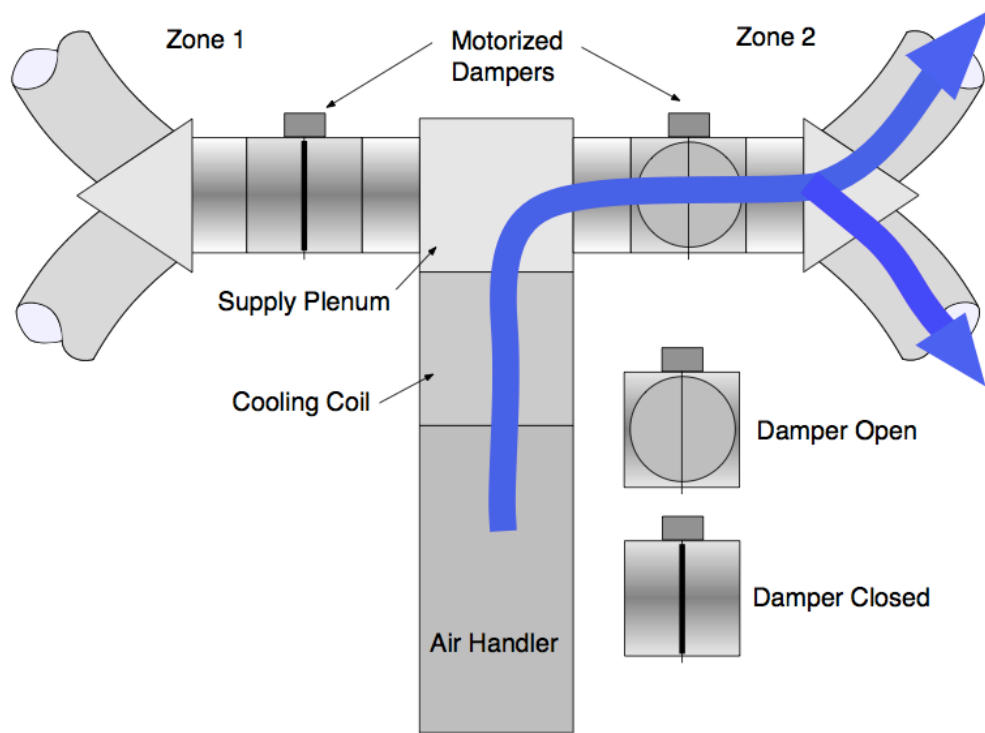 Zone 1
Motorized
Dampers
Zone 2
Supply Plenum
Cooling Coil
Damper Open
Damper Closed
Air Handler